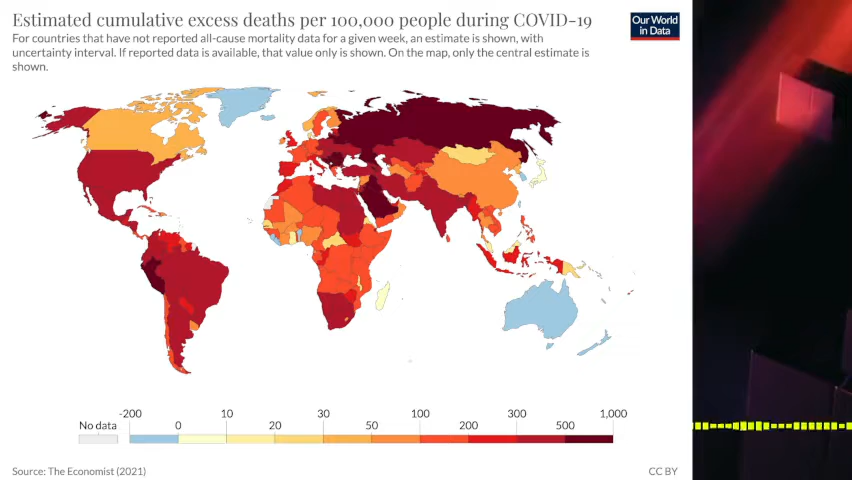 Estimated cumulative excess deaths per 100,000 people during COVID-19
Our World
in Data
For countries that have not reported all-cause mortality data for a given week, an estimate is shown, with
uncertainty interval. If reported data is available, that value only is shown. On the map, only the central estimate is
shown.
No data
-200 10 30 100 300 1,000
0 20 50 200 500
Source: The Economist (2021)
CC BY